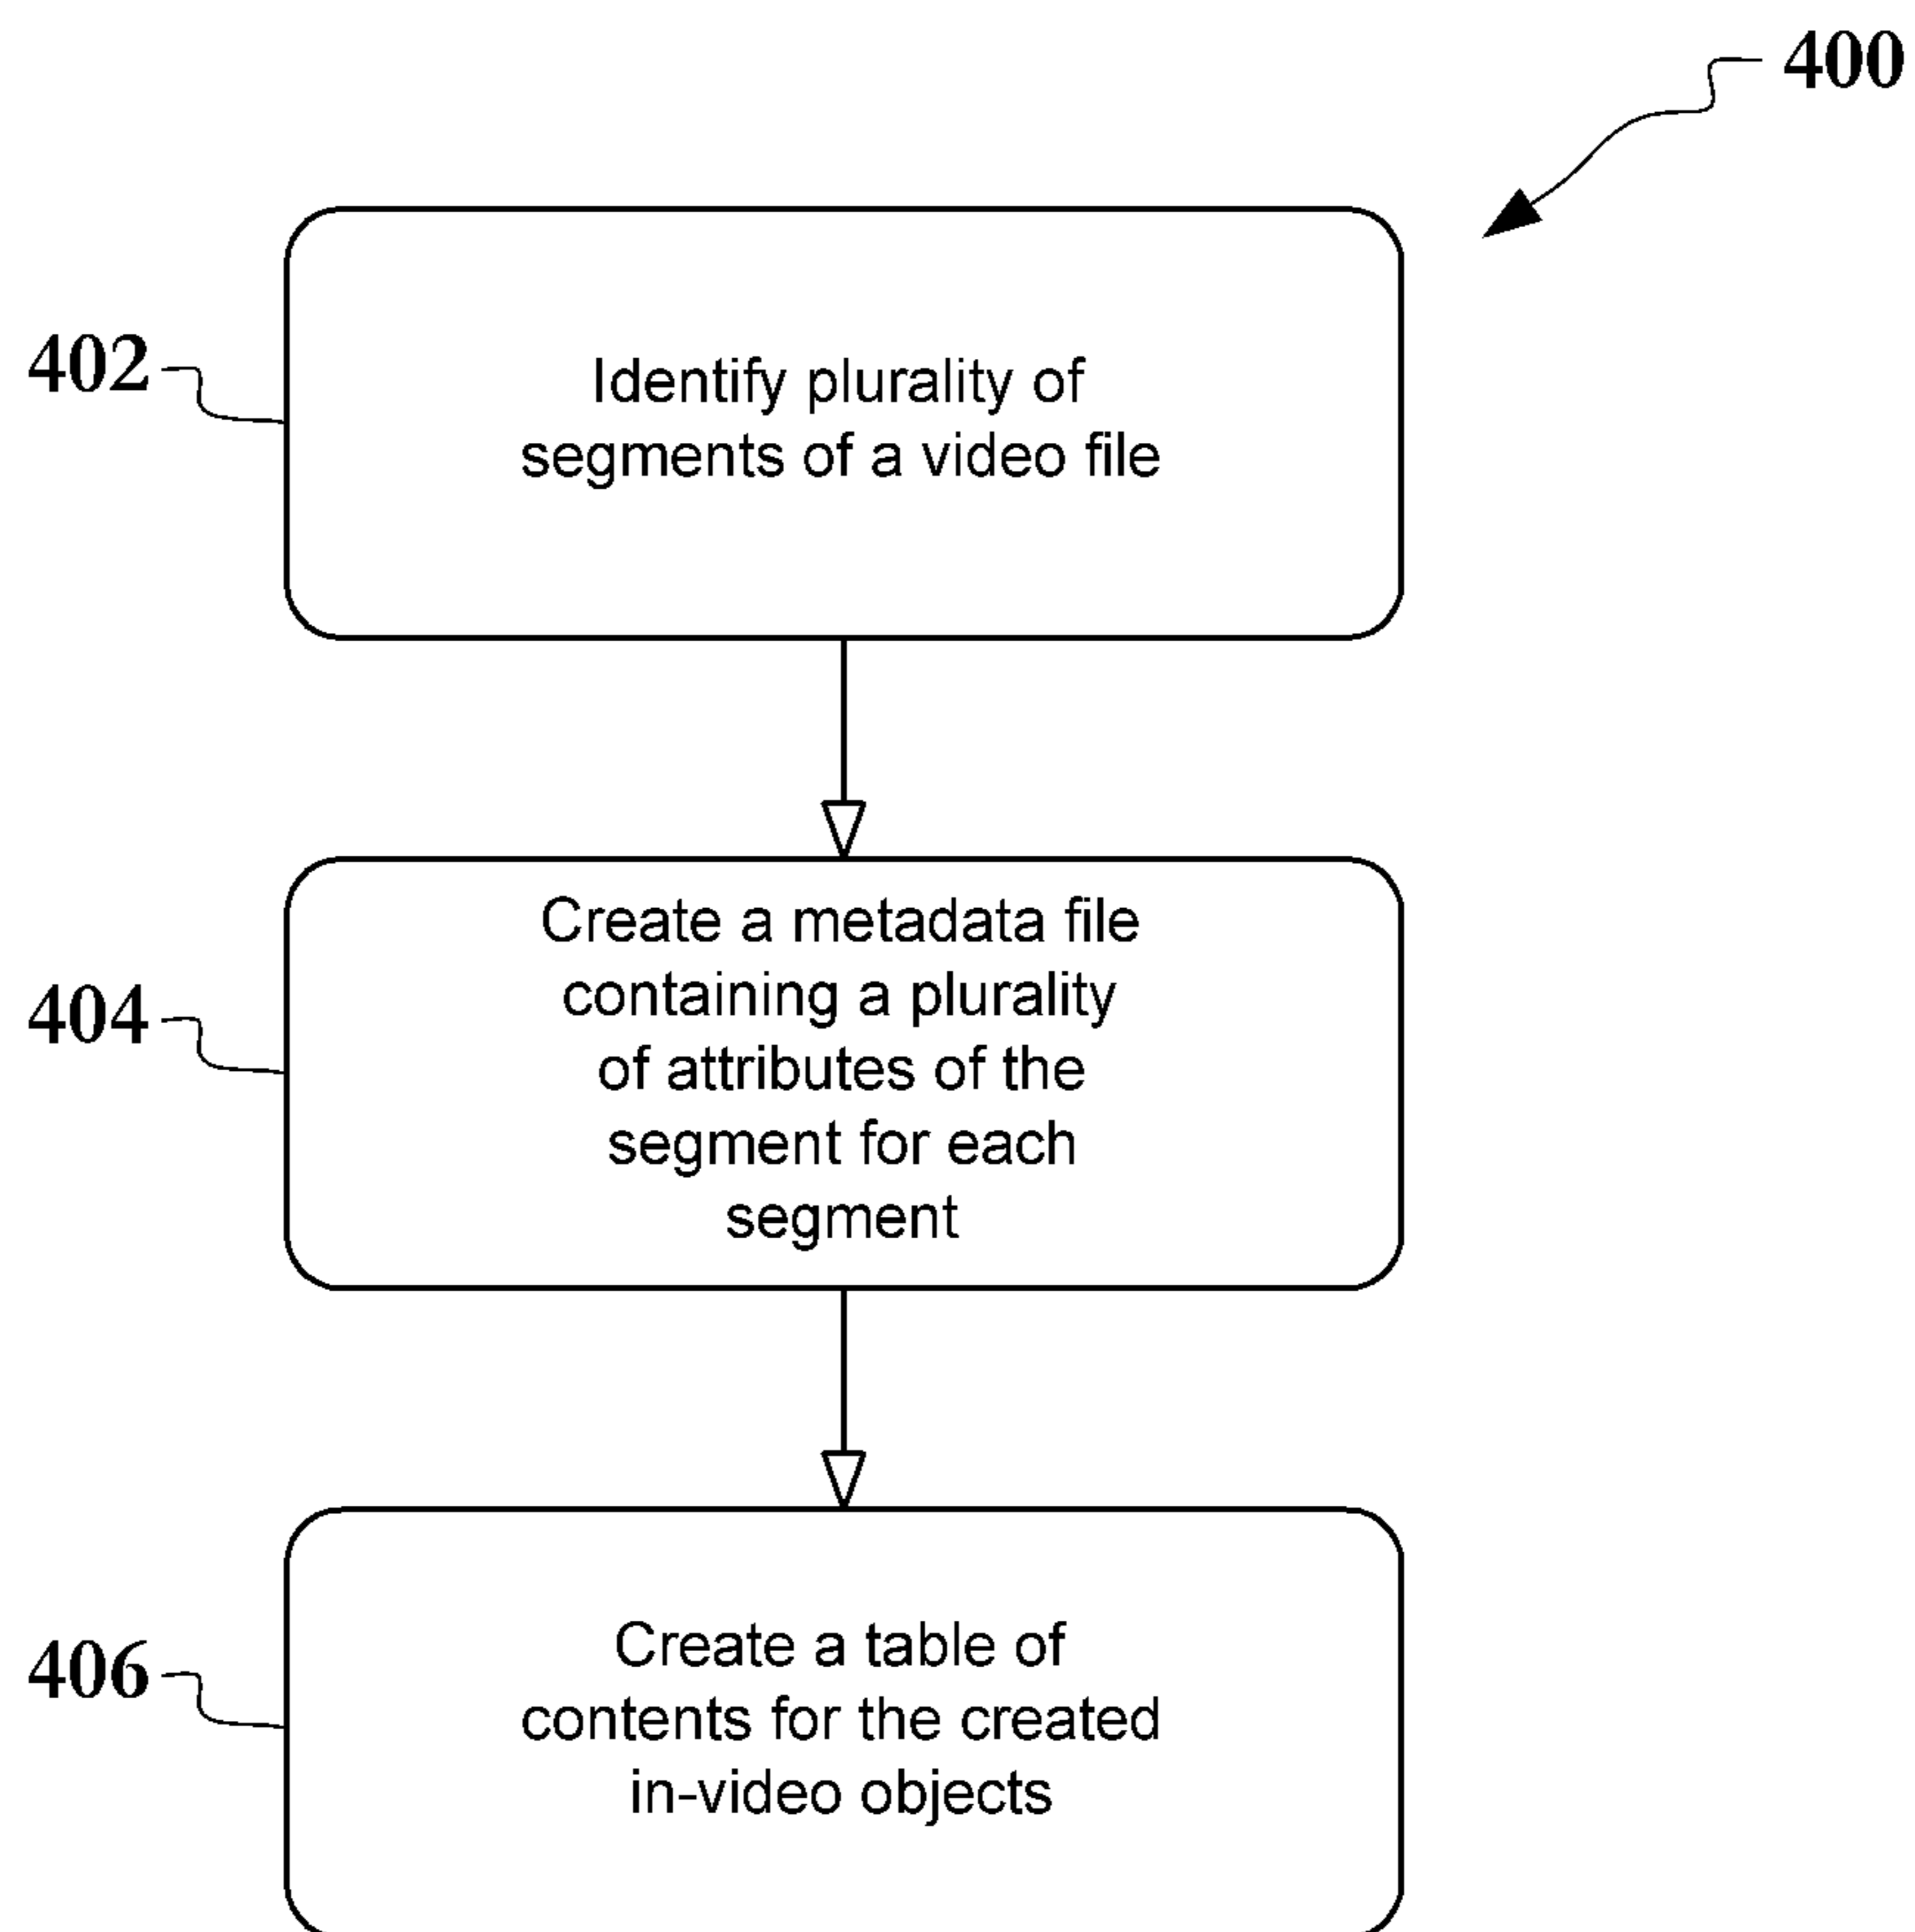 400
402
Identify plurality of
segments of a video file
404
Create a metadata file
containing a plurality
of attributes of the
segment for each
segment
406
Create a table of
contents for the created
in-video objects